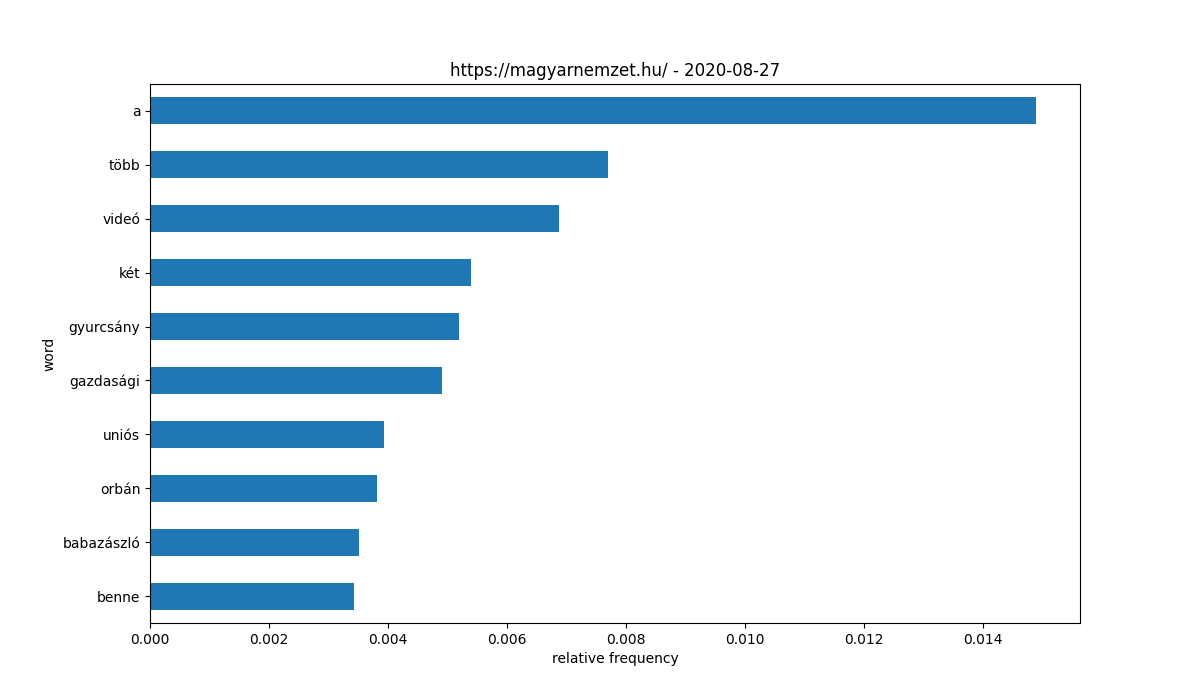 https://magyarnemzet.hu/ - 2020-08-27
a
több
videó
két
gyurcsány
gazdasági
uniós
orbán
babazászló
benne
word
0.000 0.002 0.004 0.006 0.008 0.010 0.012 0.014
relative frequency